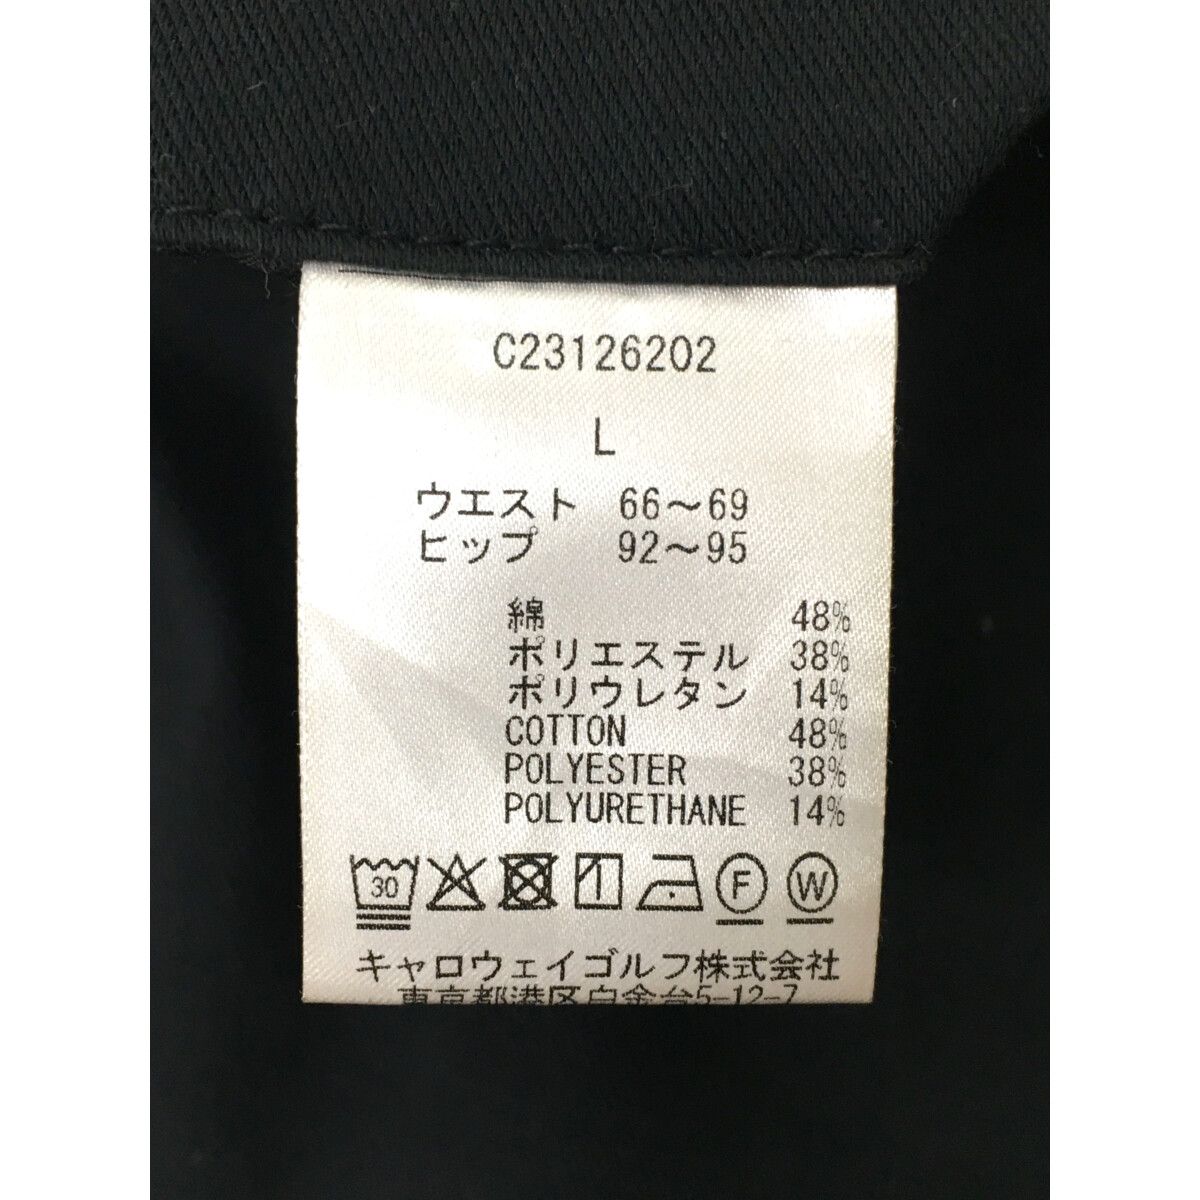 C23126202
L
ウエスト 66～69
ヒップ 92～95
綿 48%
ポリエステル 38%
ポリウレタン 14%
COTTON 48%
POLYESTER 38%
POLYURETHANE 14%
30 F W
キャロウェイゴルフ株式会社
東京都港区白金台5-12-7